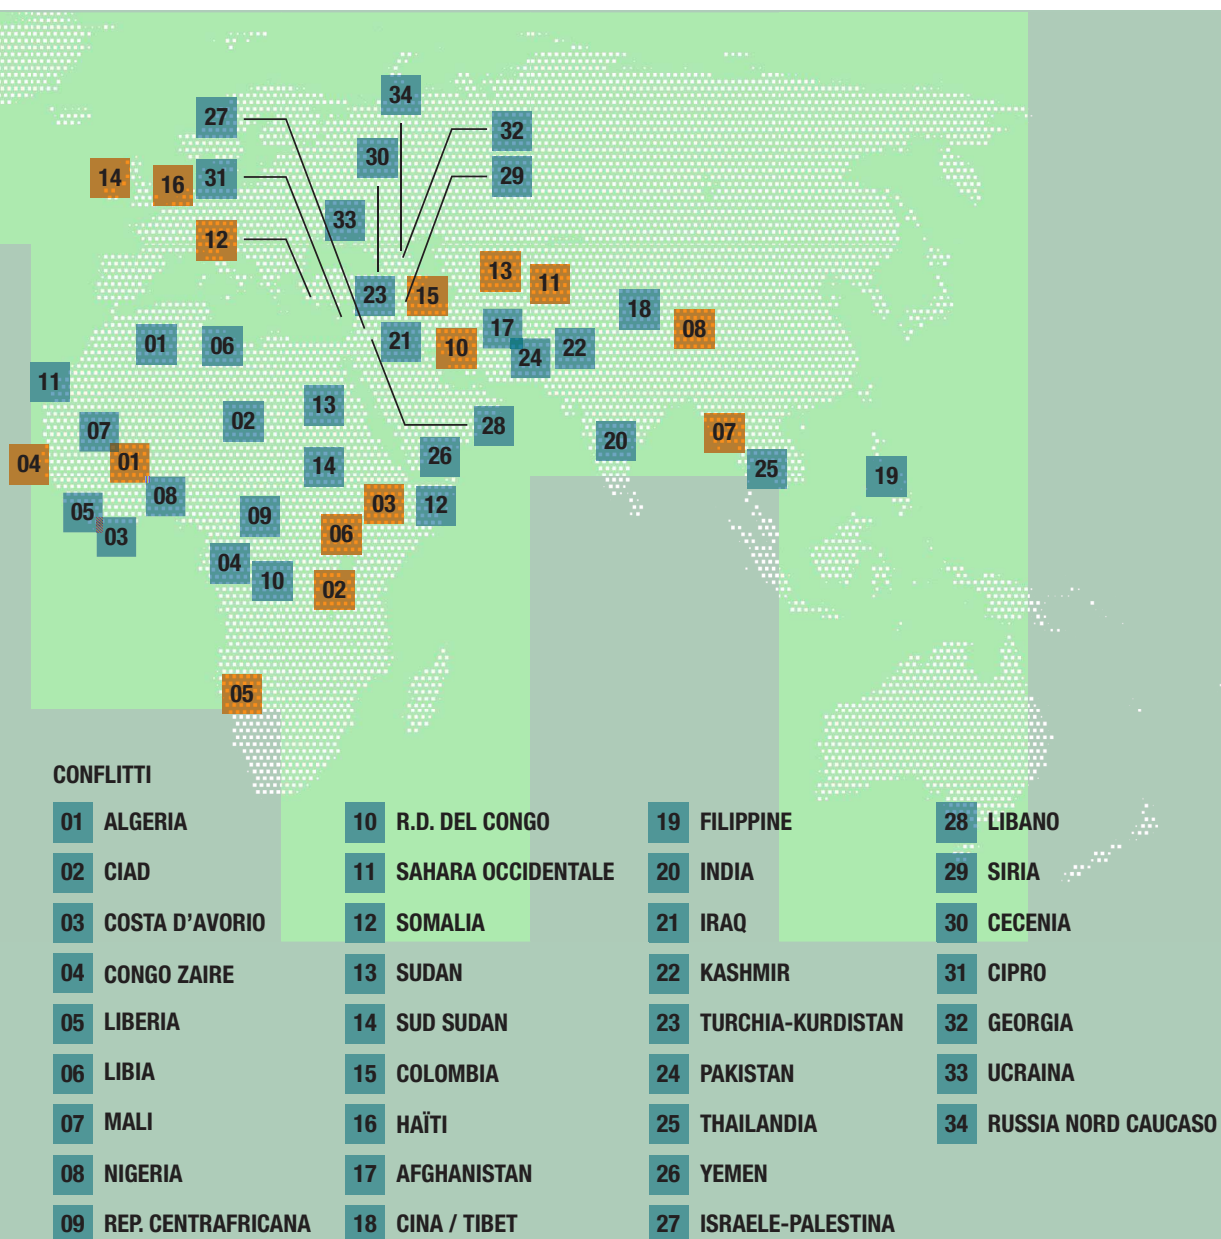 34
27
32
30
14
16
31
29
33
12
13
11
23
15
18
17
08
01
06
21
10
24
22
11
13
02
28
07
07
20
04
01
14
26
25
19
08
03
12
05
09
03
06
04
10
02
05
CONFLITTI
01 ALGERIA
02 CIAD
03 COSTA D'AVORIO
04 CONGO ZAIRE
05 LIBERIA
06 LIBIA
07 MALI
08 NIGERIA
09 REP. CENTRAFRICANA
10 R.D. DEL CONGO
11 SAHARA OCCIDENTALE
12 SOMALIA
13 SUDAN
14 SUD SUDAN
15 COLOMBIA
16 HAÏTI
17 AFGHANISTAN
18 CINA / TIBET
19 FILIPPINE
20 INDIA
21 IRAQ
22 KASHMIR
23 TURCHIA-KURDISTAN
24 PAKISTAN
25 THAILANDIA
26 YEMEN
27 ISRAELE-PALESTINA
28 LIBANO
29 SIRIA
30 CECENIA
31 CIPRO
32 GEORGIA
33 UCRAINA
34 RUSSIA NORD CAUCASO